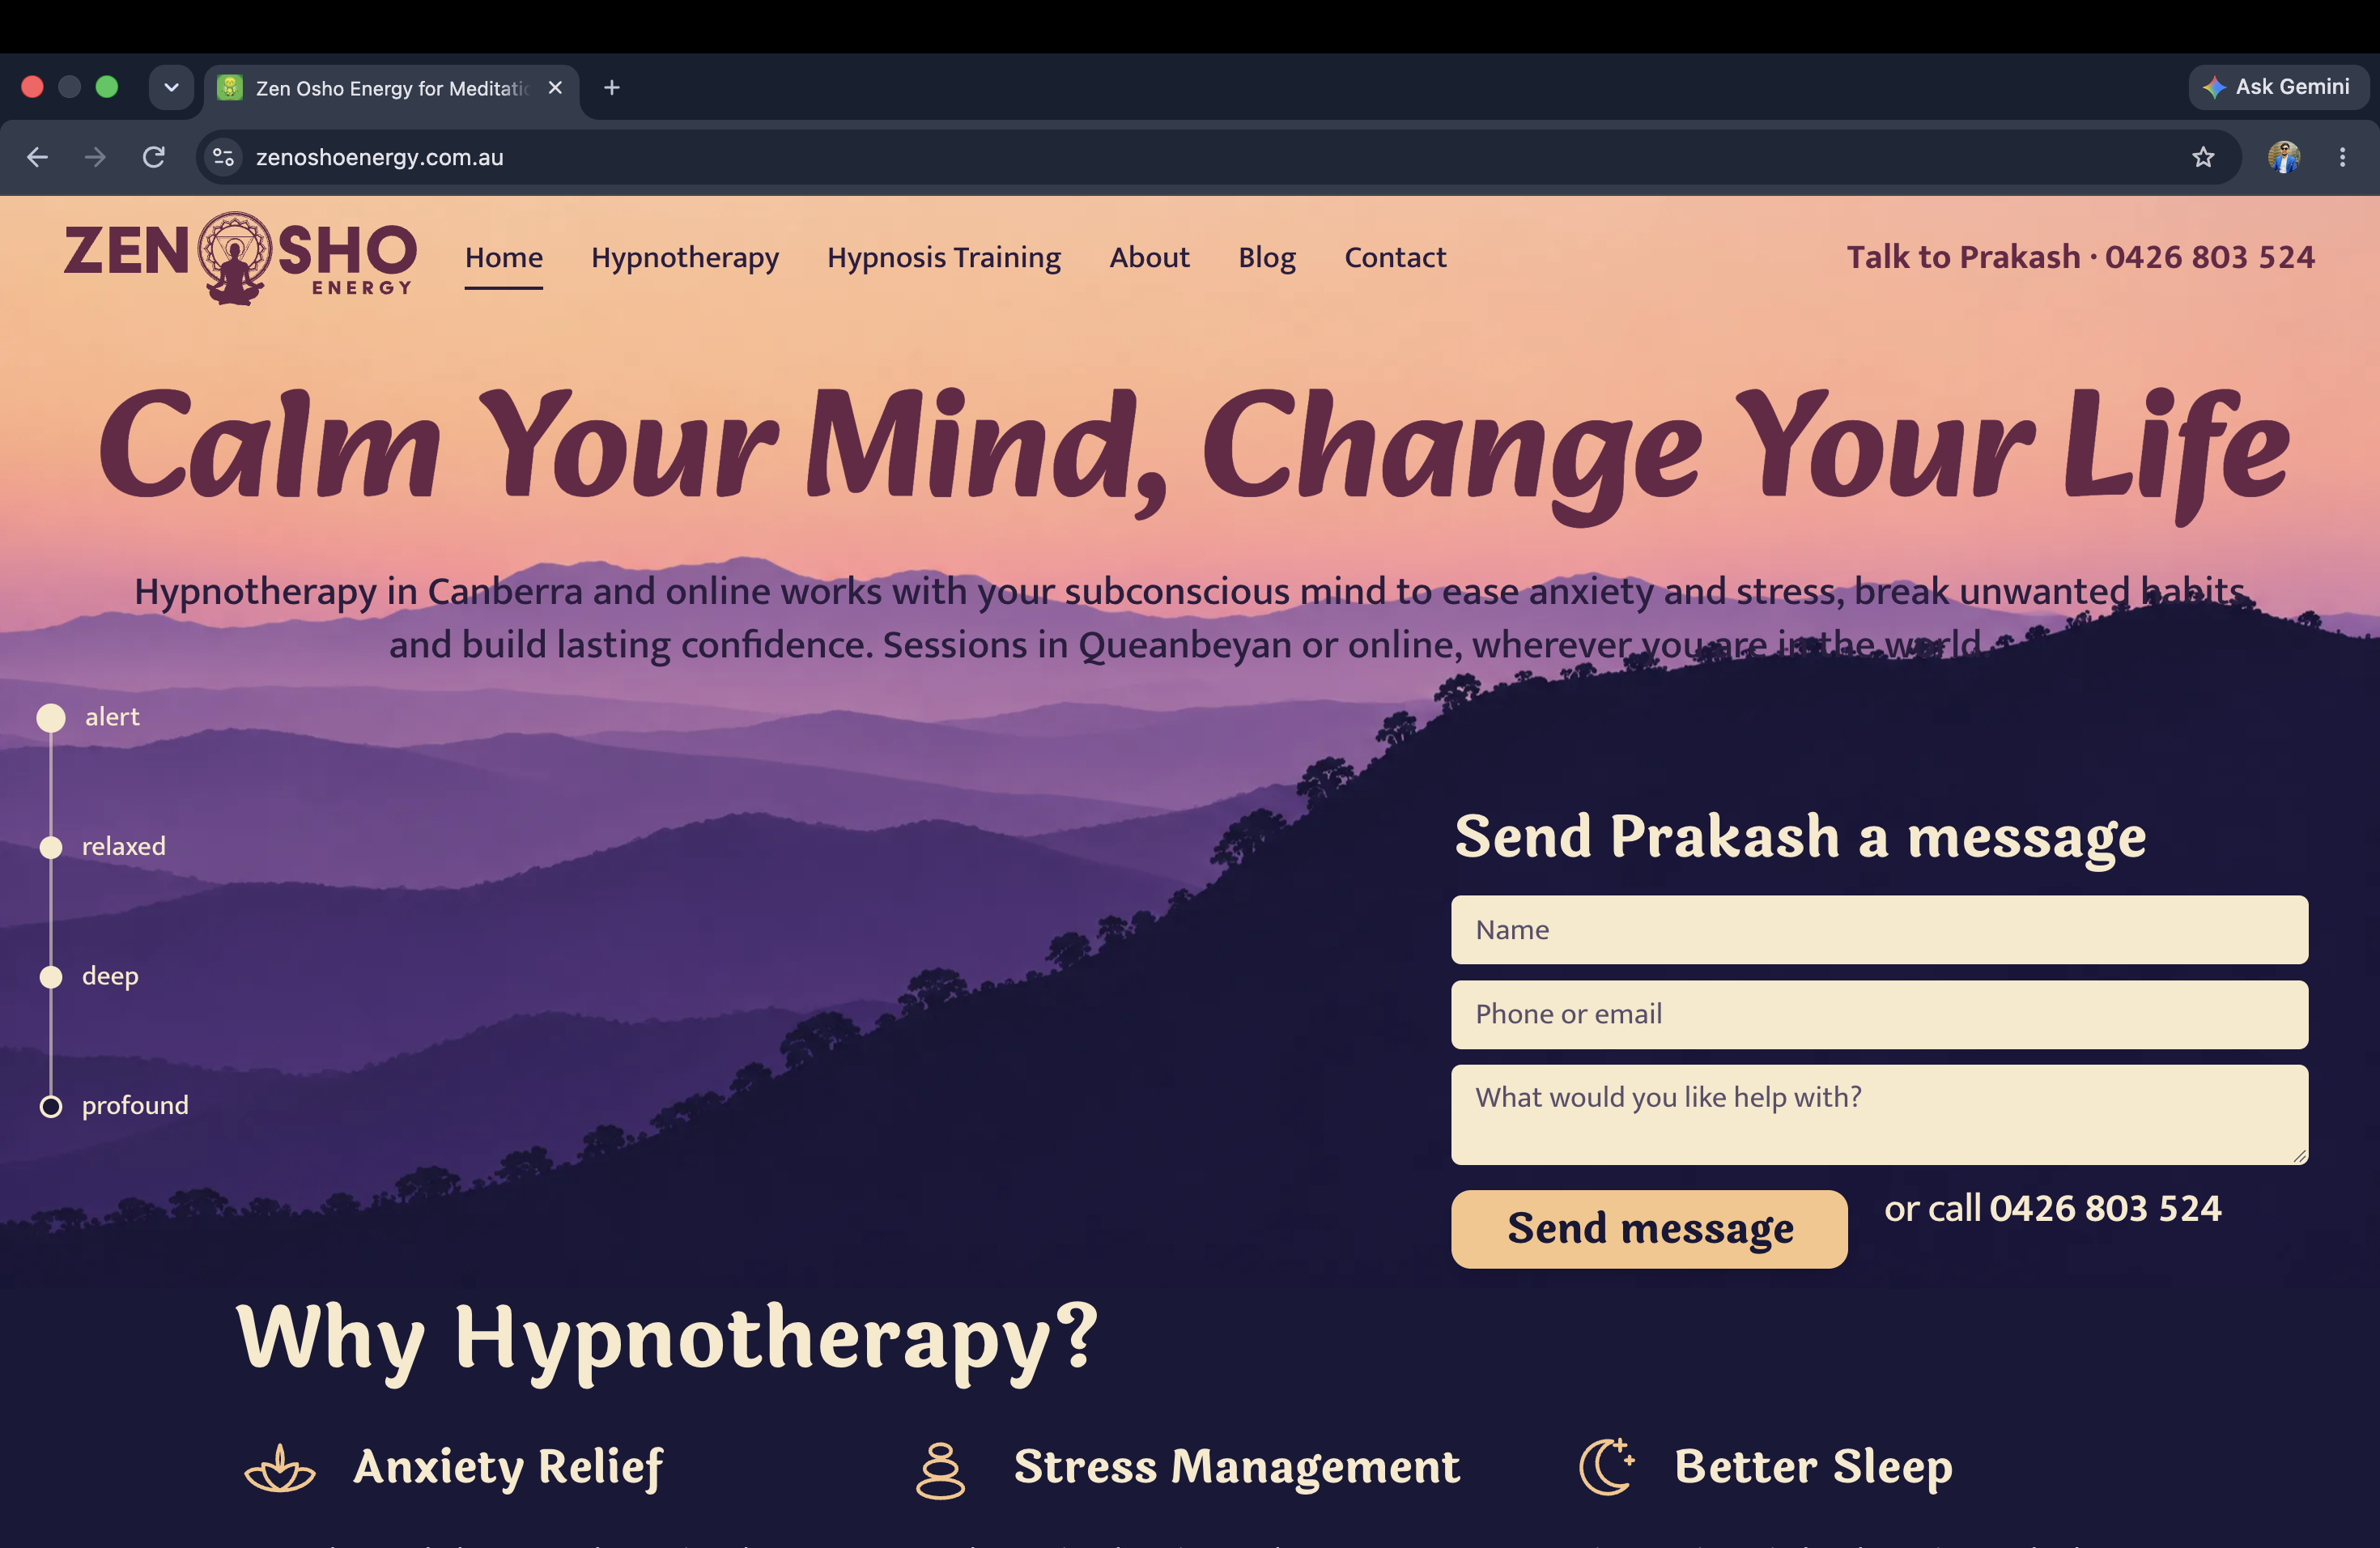 Zen Osho Energy for Meditatio
Ask Gemini
zenoshoenergy.com.au
ZEN SHO
ENERGY
Home
Hypnotherapy
Hypnosis Training
About
Blog
Contact
Talk to Prakash · 0426 803 524
Calm Your Mind, Change Your Life
Hypnotherapy in Canberra and online works with your subconscious mind to ease anxiety and stress, break unwanted habits
and build lasting confidence. Sessions in Queanbeyan or online, wherever you are in the world.
alert
relaxed
deep
profound
Send Prakash a message
Name
Phone or email
What would you like help with?
Send message
or call 0426 803 524
Why Hypnotherapy?
Anxiety Relief
Stress Management
Better Sleep